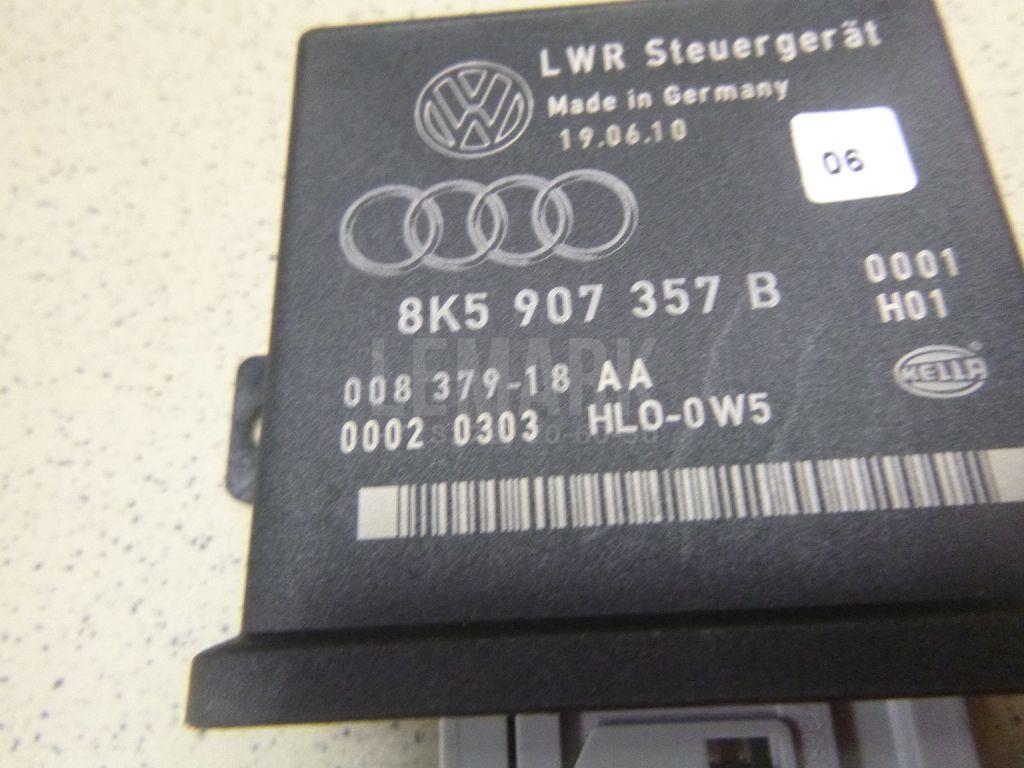 LWR Steuergerät
Made in Germany
19.06.10
06
8K5 907 357 B
0001
H01
008 379-18 AA
0002 0303 HLO-0W5
HELLA
LEMARK